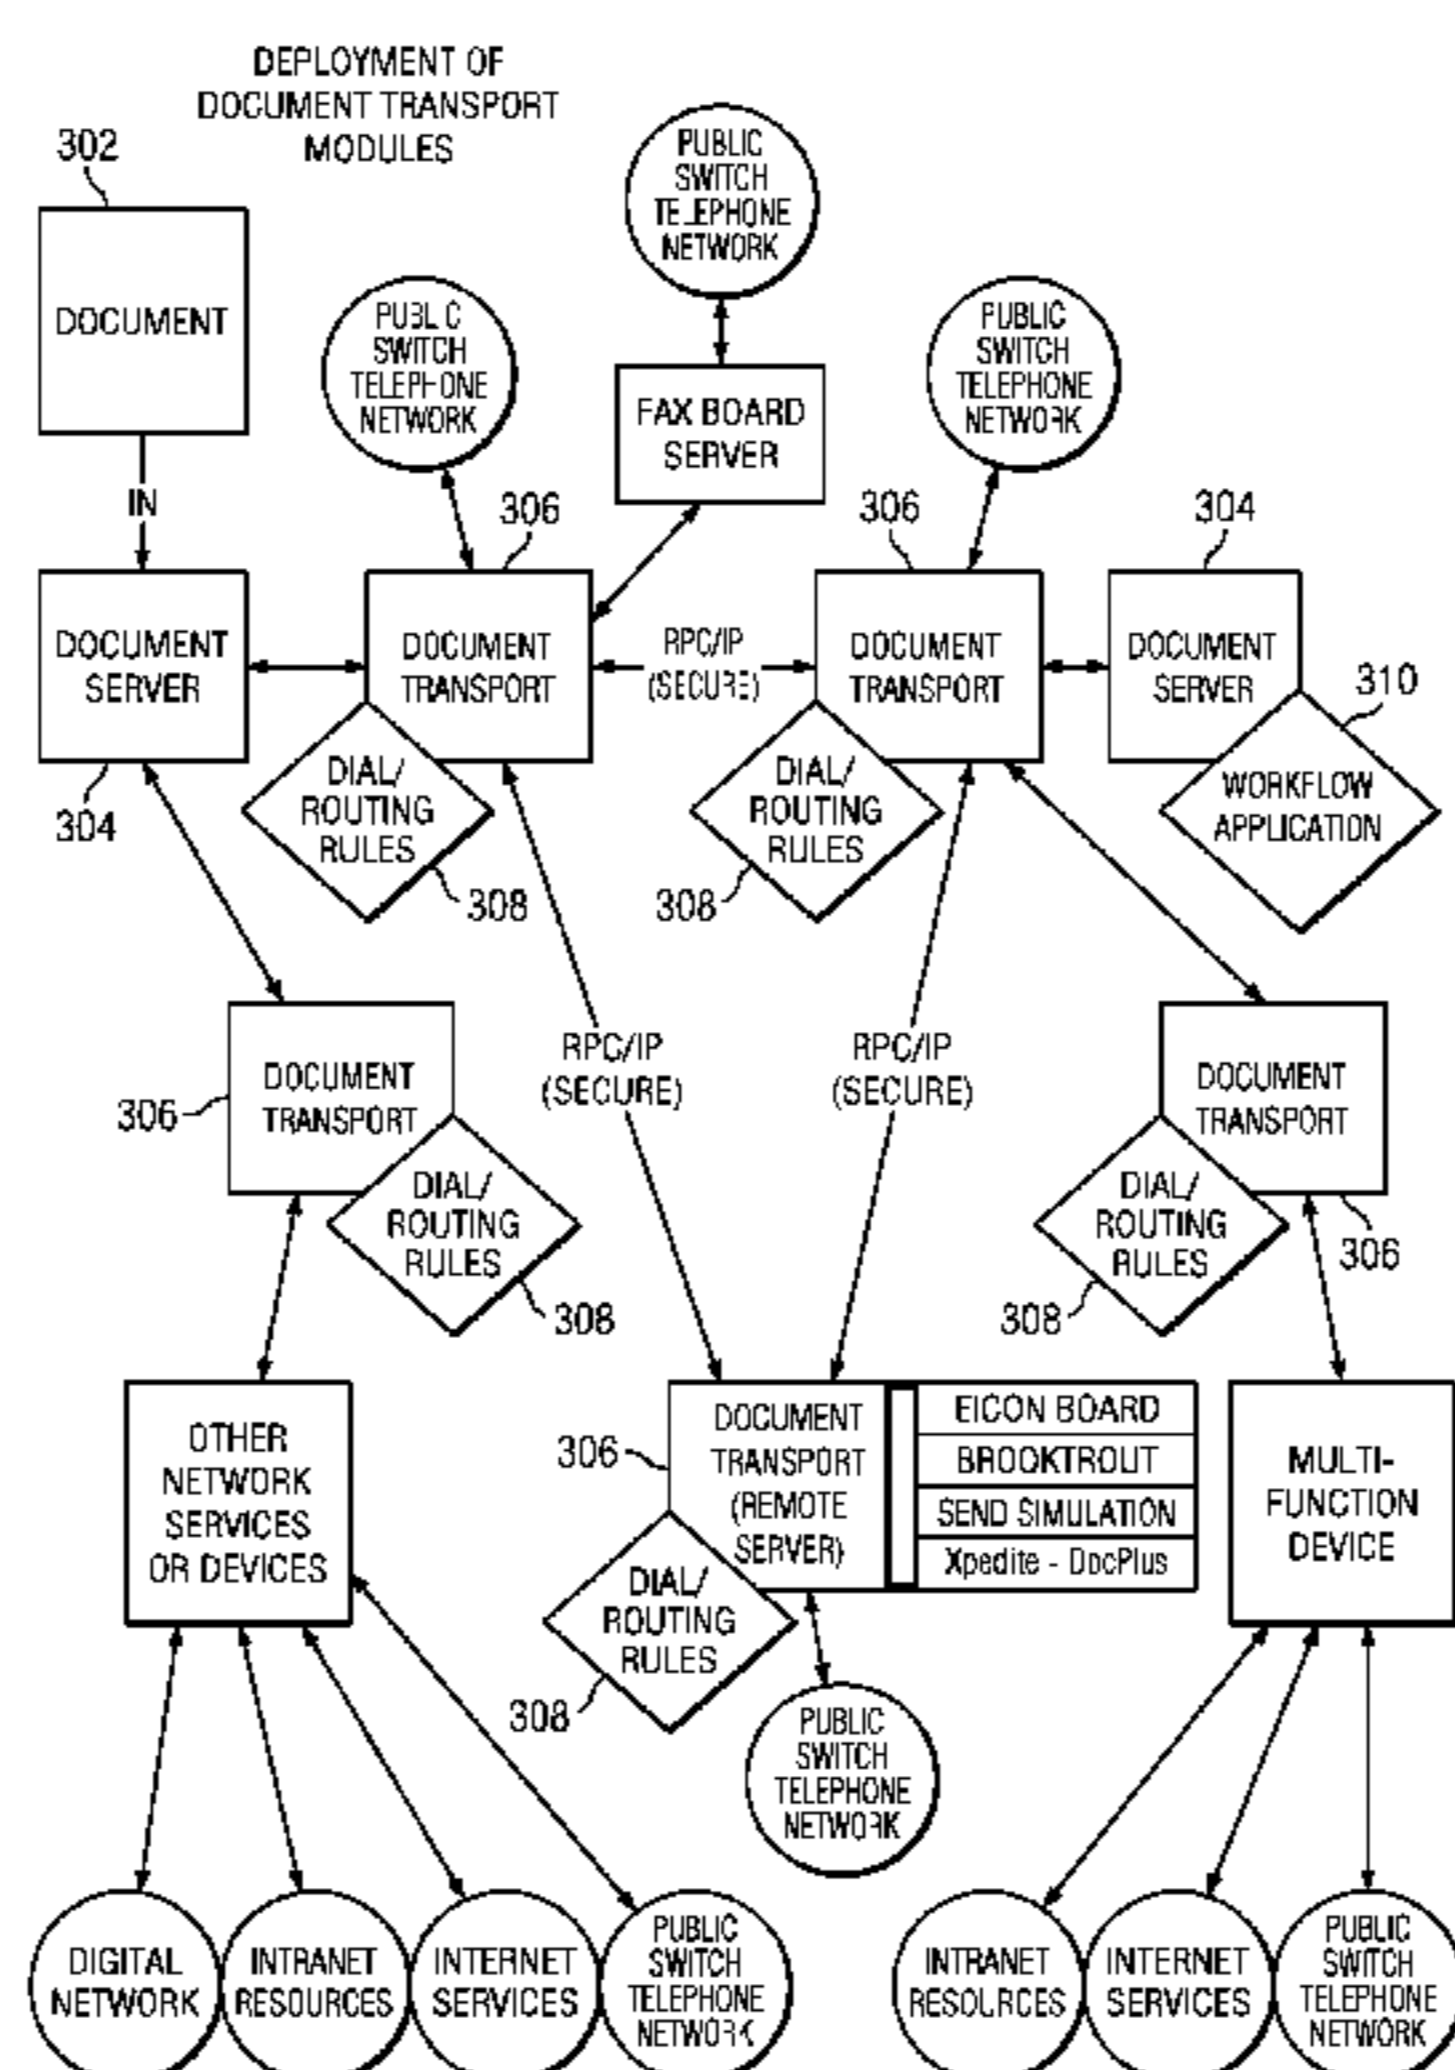 DEPLOYMENT OF
DOCUMENT TRANSPORT
MODULES
302
DOCUMENT
IN
PUBLIC
SWITCH
TELEPHONE
NETWORK
PUBLIC
SWITCH
TELEPHONE
NETWORK
FAX BOARD
SERVER
PUBLIC
SWITCH
TELEPHONE
NETWORK
306
306
304
DOCUMENT
SERVER
304
DOCUMENT
TRANSPORT
RPC/IP
(SECURE)
DOCUMENT
TRANSPORT
DOCUMENT
SERVER
310
DIAL/
ROUTING
RULES
308
DIAL/
ROUTING
RULES
308
WORKFLOW
APPLICATION
306
DOCUMENT
TRANSPORT
DIAL/
ROUTING
RULES
308
RPC/IP
(SECURE)
RPC/IP
(SECURE)
DOCUMENT
TRANSPORT
306
DIAL/
ROUTING
RULES
308
OTHER
NETWORK
SERVICES
OR DEVICES
306
DOCUMENT
TRANSPORT
(REMOTE
SERVER)
EICON BOARD
BROOKTROUT
SEND SIMULATION
Xpedite - DocPlus
DIAL/
ROUTING
RULES
308
MULTI-
FUNCTION
DEVICE
PUBLIC
SWITCH
TELEPHONE
NETWORK
DIGITAL
NETWORK
INTRANET
RESOURCES
INTERNET
SERVICES
PUBLIC
SWITCH
TELEPHONE
NETWORK
INTRANET
RESOURCES
INTERNET
SERVICES
PUBLIC
SWITCH
TELEPHONE
NETWORK